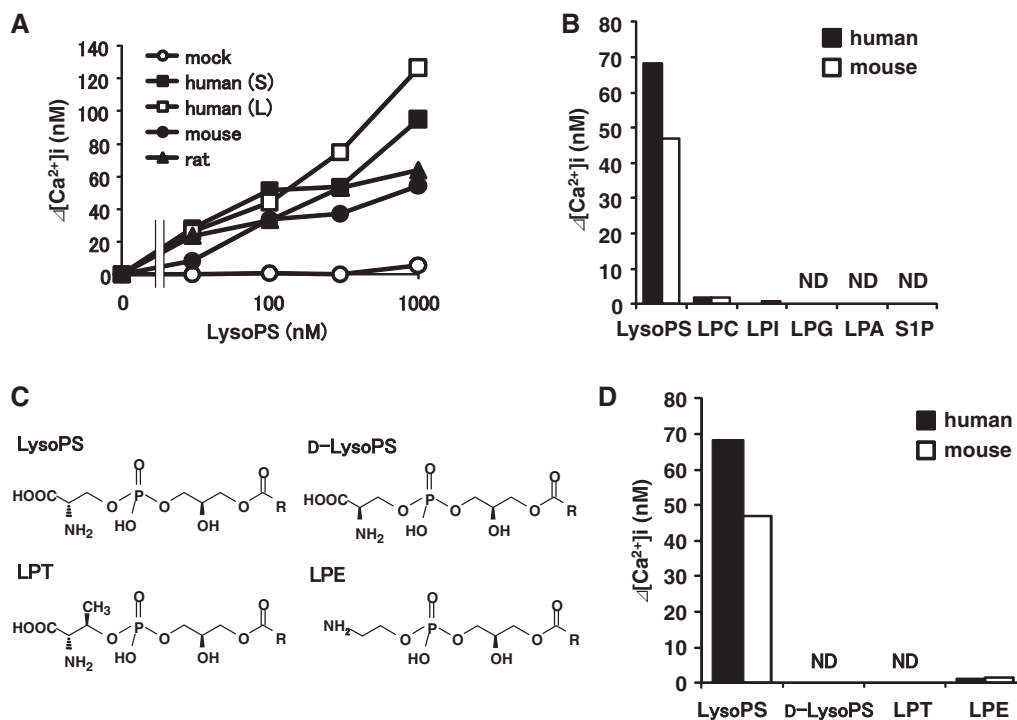 A
⊿[Ca2+]i (nM)
140
120
100
80
60
40
20
0
mock
human (S)
human (L)
mouse
rat
0
100
1000
LysoPS (nM)
B
⊿[Ca2+]i (nM)
80
70
60
50
40
30
20
10
0
human
mouse
ND
ND
ND
LysoPS LPC LPI LPG LPA S1P
C
LysoPS
HOOC
NH2
O
P
O
HO
O
OH
O
O
R
D-LysoPS
HOOC
NH2
O
P
O
HO
O
OH
O
O
R
LPT
HOOC
CH3
NH2
O
P
O
HO
O
OH
O
O
R
LPE
NH2
O
P
O
HO
O
OH
O
O
R
D
⊿[Ca2+]i (nM)
80
70
60
50
40
30
20
10
0
human
mouse
ND
ND
LysoPS D-LysoPS LPT LPE